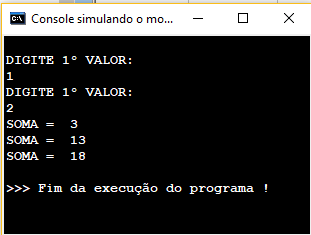 Console simulando o mo...
DIGITE 1º VALOR:
1
DIGITE 1º VALOR:
2
SOMA =  3
SOMA =  13
SOMA =  18
>>> Fim da execução do programa !